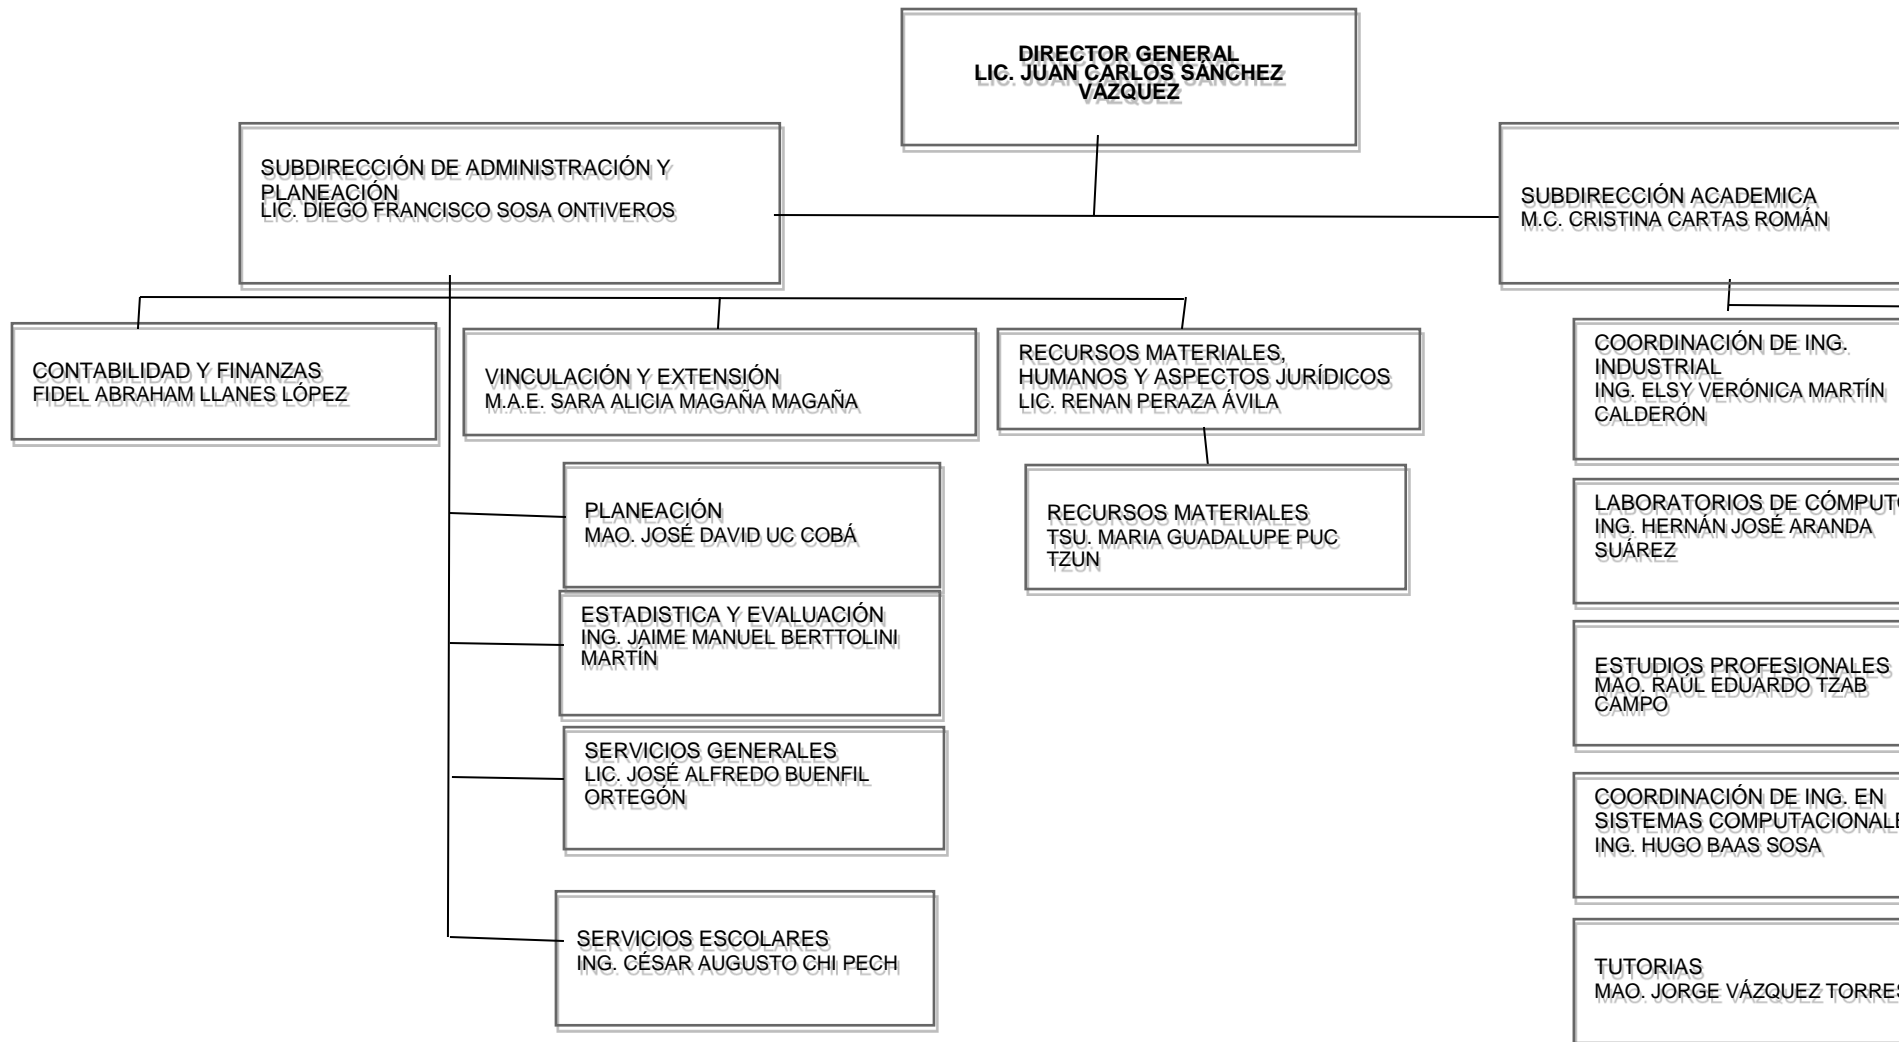 DIRECTOR GENERAL
LIC. JUAN CARLOS SÁNCHEZ
VÁZQUEZ
SUBDIRECCIÓN DE ADMINISTRACIÓN Y
PLANEACIÓN
LIC. DIEGO FRANCISCO SOSA ONTIVEROS
SUBDIRECCIÓN ACADEMICA
M.C. CRISTINA CARTAS ROMÁN
CONTABILIDAD Y FINANZAS
FIDEL ABRAHAM LLANES LÓPEZ
VINCULACIÓN Y EXTENSIÓN
M.A.E. SARA ALICIA MAGAÑA MAGAÑA
RECURSOS MATERIALES,
HUMANOS Y ASPECTOS JURÍDICOS
LIC. RENAN PERAZA ÁVILA
PLANEACIÓN
MAO. JOSÉ DAVID UC COBÁ
ESTADISTICA Y EVALUACIÓN
ING. JAIME MANUEL BERTTOLINI
MARTÍN
SERVICIOS GENERALES
LIC. JOSÉ ALFREDO BUENFIL
ORTEGÓN
SERVICIOS ESCOLARES
ING. CÉSAR AUGUSTO CHI PECH
RECURSOS MATERIALES
TSU. MARIA GUADALUPE PUC
TZUN
COORDINACIÓN DE ING.
INDUSTRIAL
ING. ELSY VERÓNICA MARTÍN
CALDERÓN
LABORATORIOS DE CÓMPUTO
ING. HERNÁN JOSÉ ARANDA
SUÁREZ
ESTUDIOS PROFESIONALES
MAO. RAÚL EDUARDO TZAB
CAMPO
COORDINACIÓN DE ING. EN
SISTEMAS COMPUTACIONALE
ING. HUGO BAAS SOSA
TUTORIAS
MAO. JORGE VÁZQUEZ TORRES